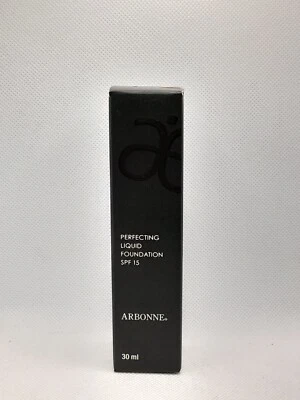 PERFECTING
LIQUID
FOUNDATION
SPF 15
ARBONNE®
30 ml